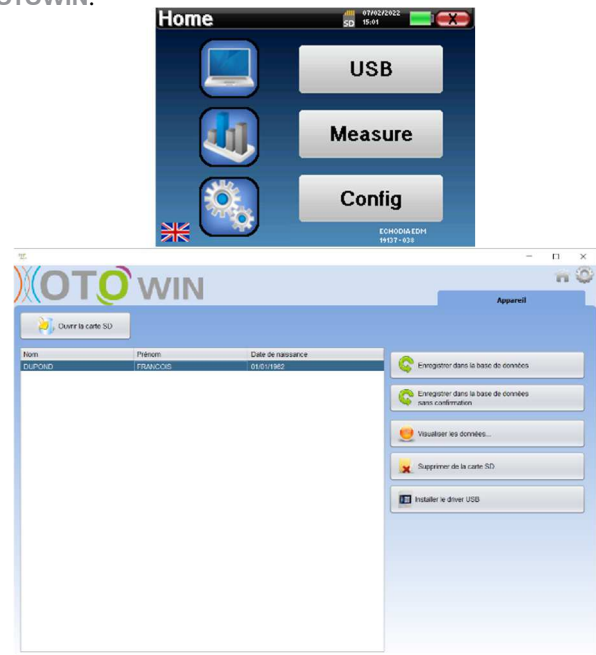 OTOWIN.
Home
SD
07/02/2022
15:01
X
USB
Measure
Config
ECHODIA EDM
19137-038
OTOWIN
Appareil
Ouvrir la carte SD
Nom Prénom Date de naissance
DUPOND FRANCOIS 01/01/1962
Enregistrer dans la base de données
Enregistrer dans la base de données
sans confirmation
Visualiser les données...
Supprimer de la carte SD
Installer le driver USB